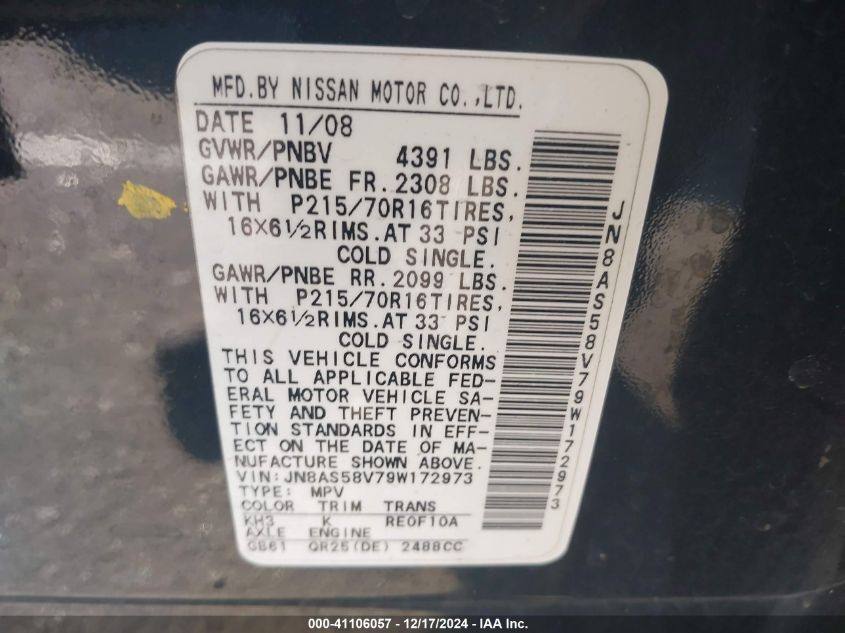 MFD.BY NISSAN MOTOR CO.,LTD.
DATE 11/08
GVWR/PNBV 4391 LBS.
GAWR/PNBE FR.2308 LBS.
WITH P215/70R16TIRES,
16X6½RIMS.AT 33 PSI
COLD SINGLE.
GAWR/PNBE RR.2099 LBS.
WITH P215/70R16TIRES,
16X6½RIMS.AT 33 PSI
COLD SINGLE.
THIS VEHICLE CONFORMS
TO ALL APPLICABLE FED-
ERAL MOTOR VEHICLE SA-
FETY AND THEFT PREVEN-
TION STANDARDS IN EFF-
ECT ON THE DATE OF MA-
NUFACTURE SHOWN ABOVE.
VIN:JN8AS58V79W172973
TYPE: MPV
COLOR TRIM TRANS
KH3 K RE0F10A
AXLE ENGINE
GB61 QR25(DE) 2488CC
JN8AS58V79W172973
000-41106057 - 12/17/2024 - IAA Inc.